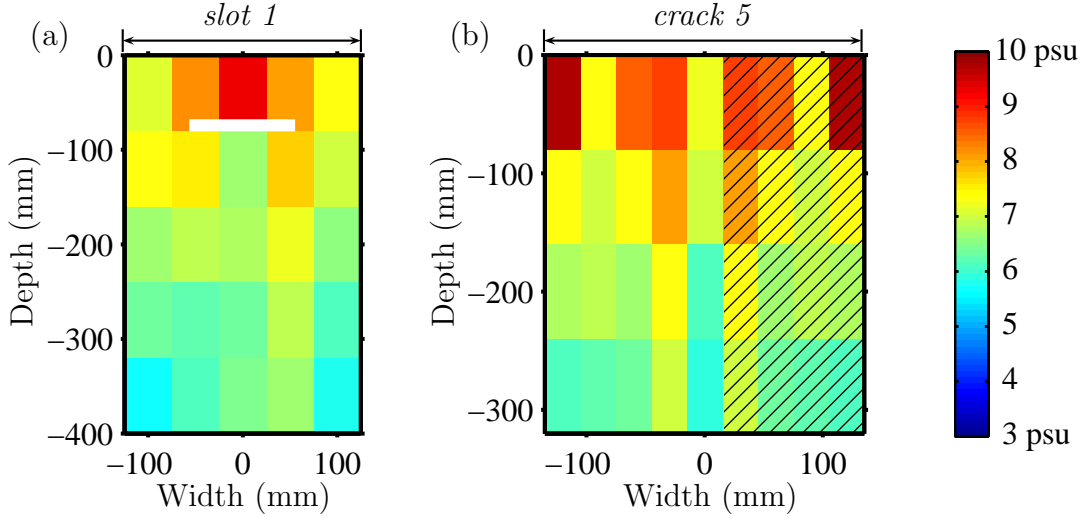 (a) slot 1
(b) crack 5
0
−100
−200
−300
−400
Depth (mm)
−100 0 100
Width (mm)
0
−100
−200
−300
Depth (mm)
−100 0 100
Width (mm)
10 psu
9
8
7
6
5
4
3 psu